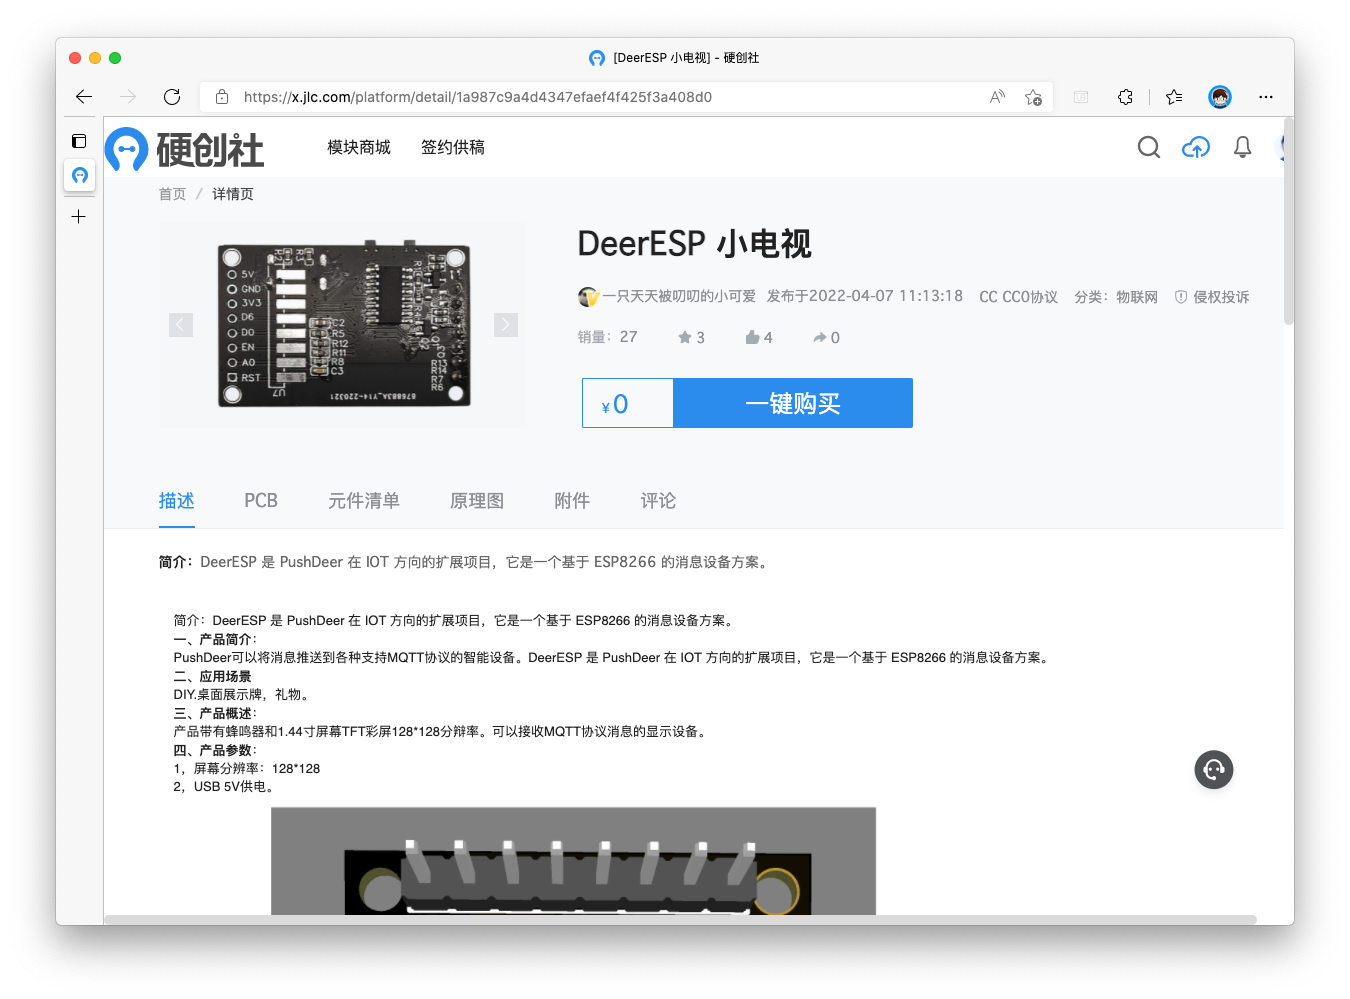 [DeerESP 小电视] - 硬创社
https://x.jlc.com/platform/detail/1a987c9a4d4347efaef4f425f3a408d0
硬创社
模块商城
签约供稿
首页 / 详情页
5V
GND
3V3
D6
D0
EN
A0
RST
C2
R5
R12
R11
R8
C3
U7
R13
R14
R7
R6
876883A_Y14-220321
DeerESP 小电视
一只天天被叨叨的小可爱 发布于2022-04-07 11:13:18 CC CC0协议 分类：物联网 侵权投诉
销量：27 3 4 0
¥0 一键购买
描述 PCB 元件清单 原理图 附件 评论
简介：DeerESP 是 PushDeer 在 IOT 方向的扩展项目，它是一个基于 ESP8266 的消息设备方案。
简介：DeerESP 是 PushDeer 在 IOT 方向的扩展项目，它是一个基于 ESP8266 的消息设备方案。
一、产品简介：
PushDeer可以将消息推送到各种支持MQTT协议的智能设备。DeerESP 是 PushDeer 在 IOT 方向的扩展项目，它是一个基于 ESP8266 的消息设备方案。
二、应用场景
DIY.桌面展示牌，礼物。
三、产品概述：
产品带有蜂鸣器和1.44寸屏幕TFT彩屏128*128分辩率。可以接收MQTT协议消息的显示设备。
四、产品参数：
1，屏幕分辨率：128*128
2，USB 5V供电。